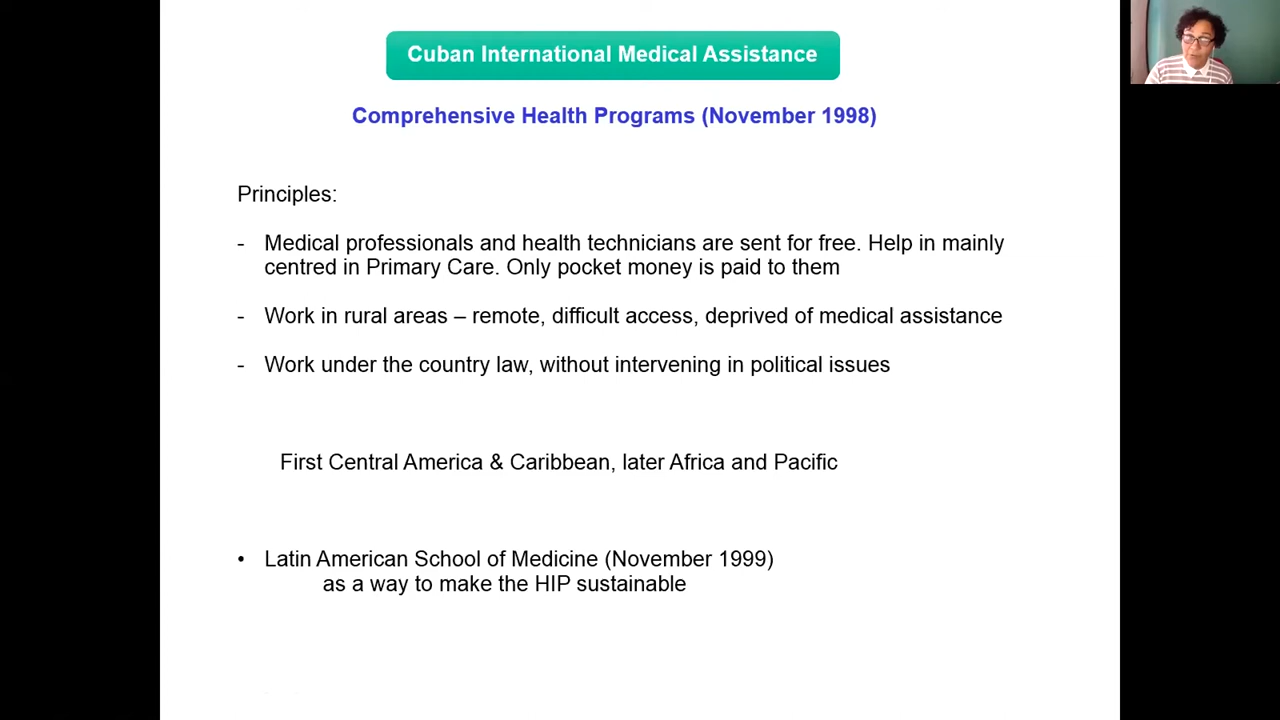 Cuban International Medical Assistance
Comprehensive Health Programs (November 1998)
Principles:
- Medical professionals and health technicians are sent for free. Help in mainly
centred in Primary Care. Only pocket money is paid to them
- Work in rural areas – remote, difficult access, deprived of medical assistance
- Work under the country law, without intervening in political issues
First Central America & Caribbean, later Africa and Pacific
• Latin American School of Medicine (November 1999)
as a way to make the HIP sustainable